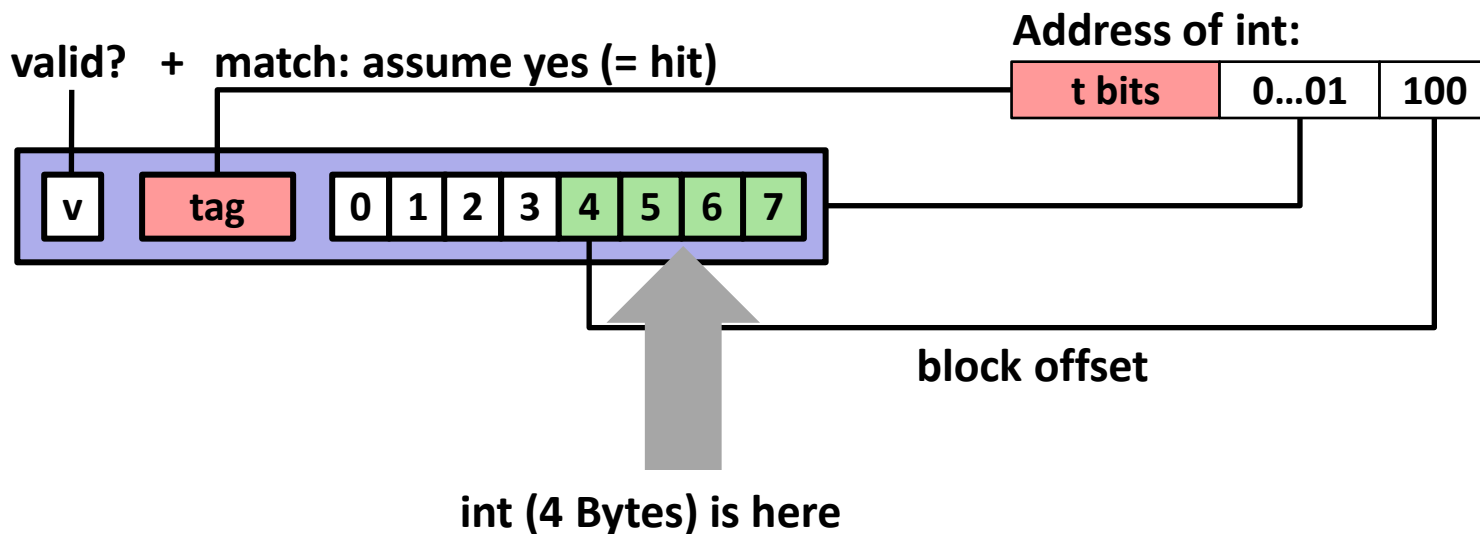 Address of int:
valid? + match: assume yes (= hit)
t bits 0...01 100
v tag 0 1 2 3 4 5 6 7
block offset
int (4 Bytes) is here